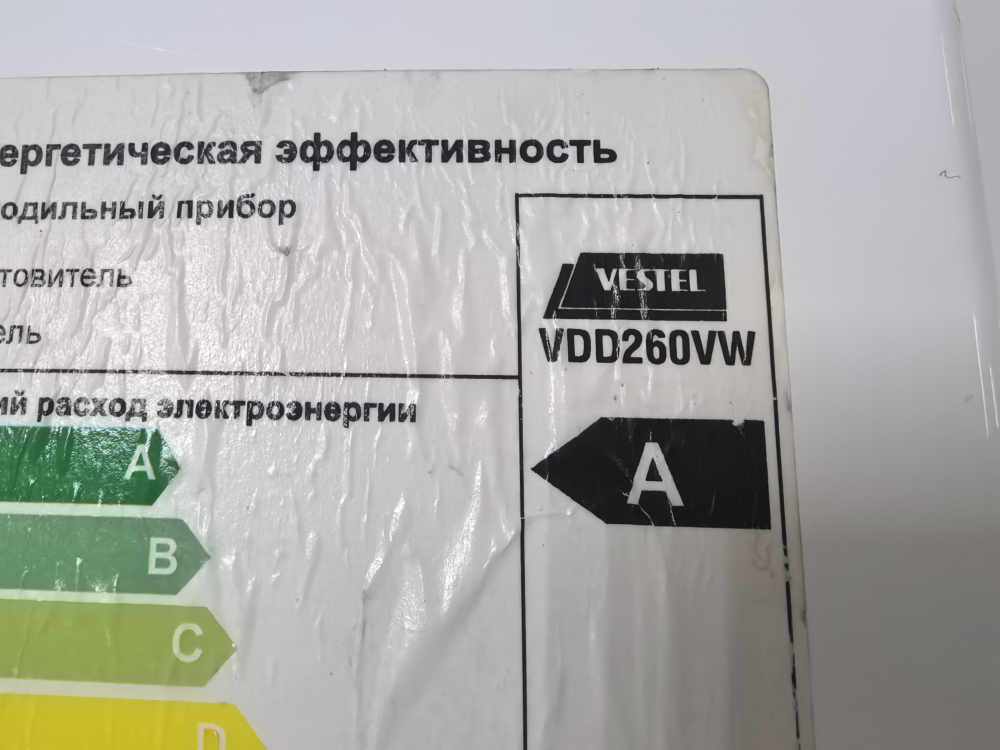 ергетическая эффективность
одильный прибор
товитель
ель
VESTEL
VDD260VW
ий расход электроэнергии
A
A
B
C
D